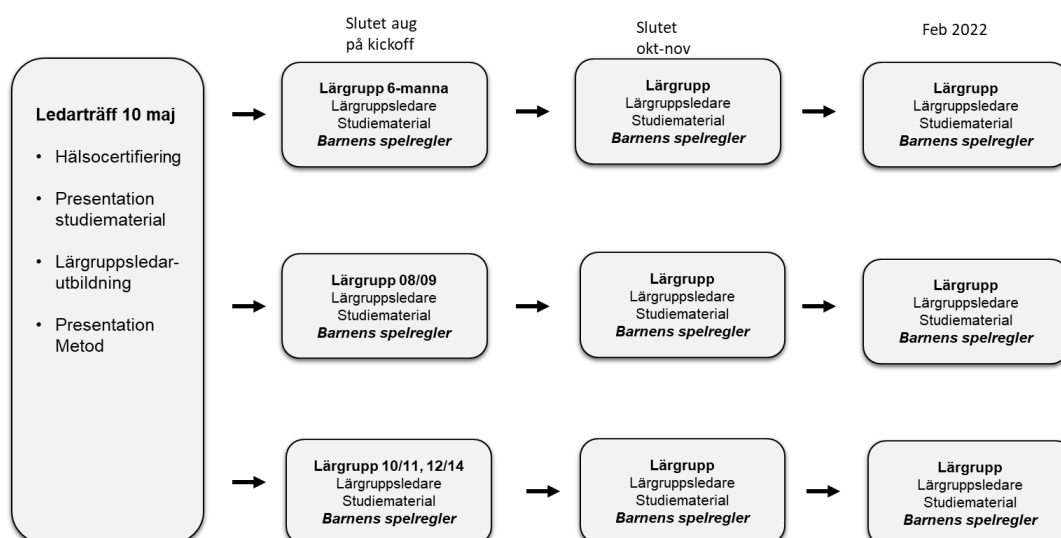 Slutet aug
på kickoff
Slutet
okt-nov
Feb 2022
Ledarträff 10 maj
• Hälsocertifiering
• Presentation
studiematerial
• Lärgruppsledar-
utbildning
• Presentation
Metod
Lärgrupp 6-manna
Lärgruppsledare
Studiematerial
Barnens spelregler
Lärgrupp
Lärgruppsledare
Studiematerial
Barnens spelregler
Lärgrupp
Lärgruppsledare
Studiematerial
Barnens spelregler
Lärgrupp 08/09
Lärgruppsledare
Studiematerial
Barnens spelregler
Lärgrupp
Lärgruppsledare
Studiematerial
Barnens spelregler
Lärgrupp
Lärgruppsledare
Studiematerial
Barnens spelregler
Lärgrupp 10/11, 12/14
Lärgruppsledare
Studiematerial
Barnens spelregler
Lärgrupp
Lärgruppsledare
Studiematerial
Barnens spelregler
Lärgrupp
Lärgruppsledare
Studiematerial
Barnens spelregler